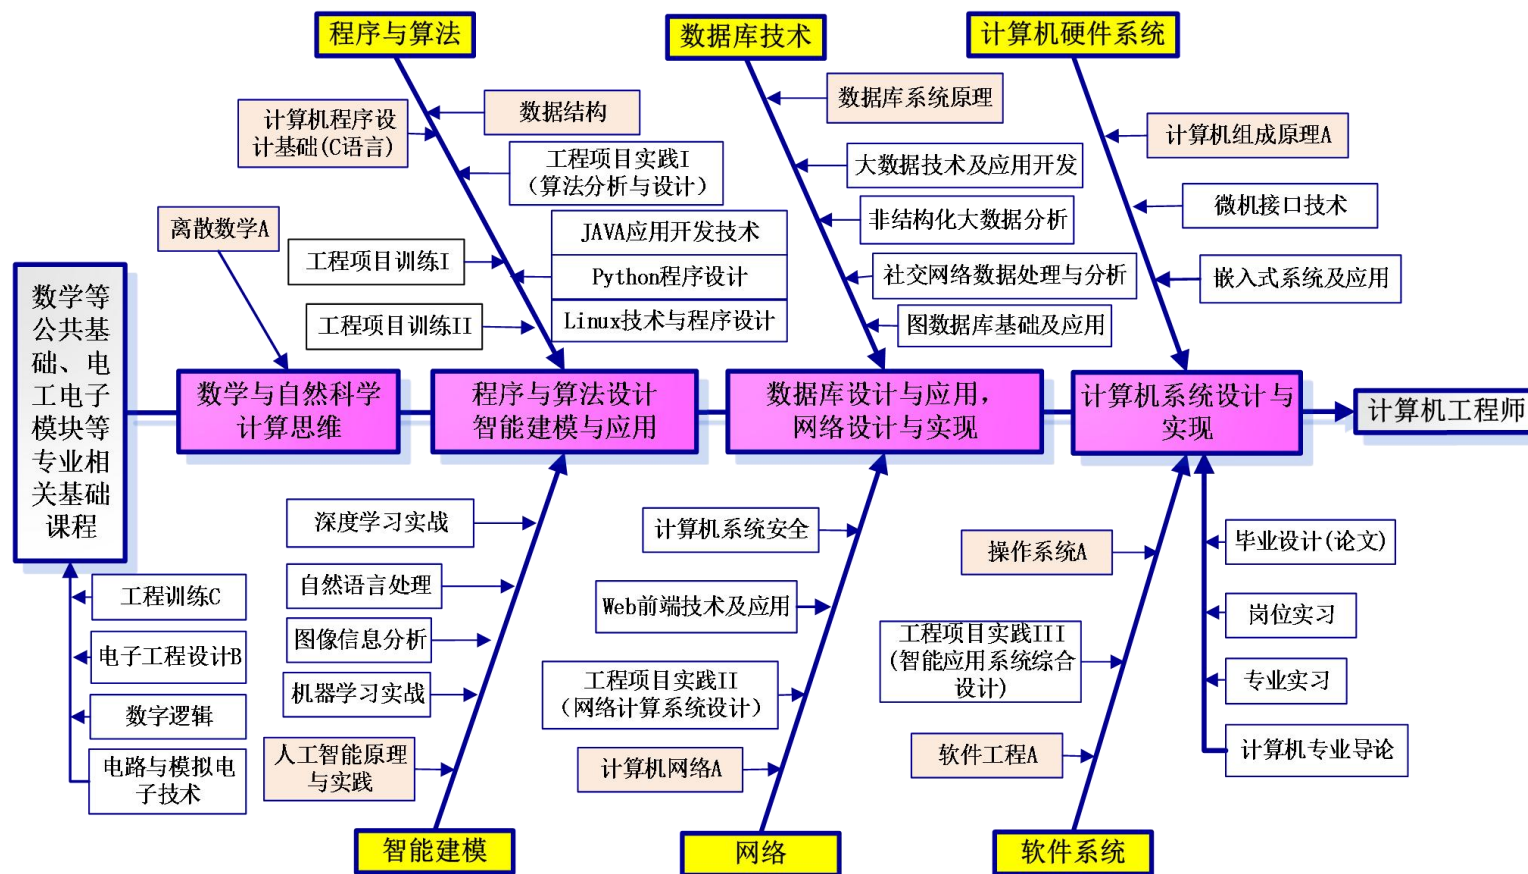 程序与算法
数据库技术
计算机硬件系统
计算机程序设
计基础(C语言)
数据结构
工程项目实践I
（算法分析与设计）
离散数学A
工程项目训练I
工程项目训练II
JAVA应用开发技术
Python程序设计
Linux技术与程序设计
数据库系统原理
大数据技术及应用开发
非结构化大数据分析
社交网络数据处理与分析
图数据库基础及应用
计算机组成原理A
微机接口技术
嵌入式系统及应用
数学等
公共基
础、电
工电子
模块等
专业相
关基础
课程
数学与自然科学
计算思维
程序与算法设计
智能建模与应用
数据库设计与应用，
网络设计与实现
计算机系统设计与
实现
计算机工程师
工程训练C
电子工程设计B
数字逻辑
电路与模拟电
子技术
深度学习实战
自然语言处理
图像信息分析
机器学习实战
人工智能原理
与实践
计算机系统安全
Web前端技术及应用
工程项目实践II
（网络计算系统设计）
计算机网络A
操作系统A
工程项目实践III
(智能应用系统综合
设计)
软件工程A
毕业设计(论文)
岗位实习
专业实习
计算机专业导论
智能建模
网络
软件系统